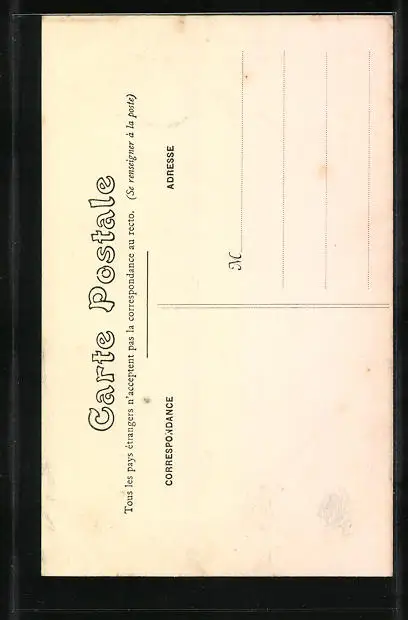 Carte Postale
Tous les pays étrangers n'acceptent pas la correspondance au recto. (Se renseigner à la poste)
CORRESPONDANCE
ADRESSE
M